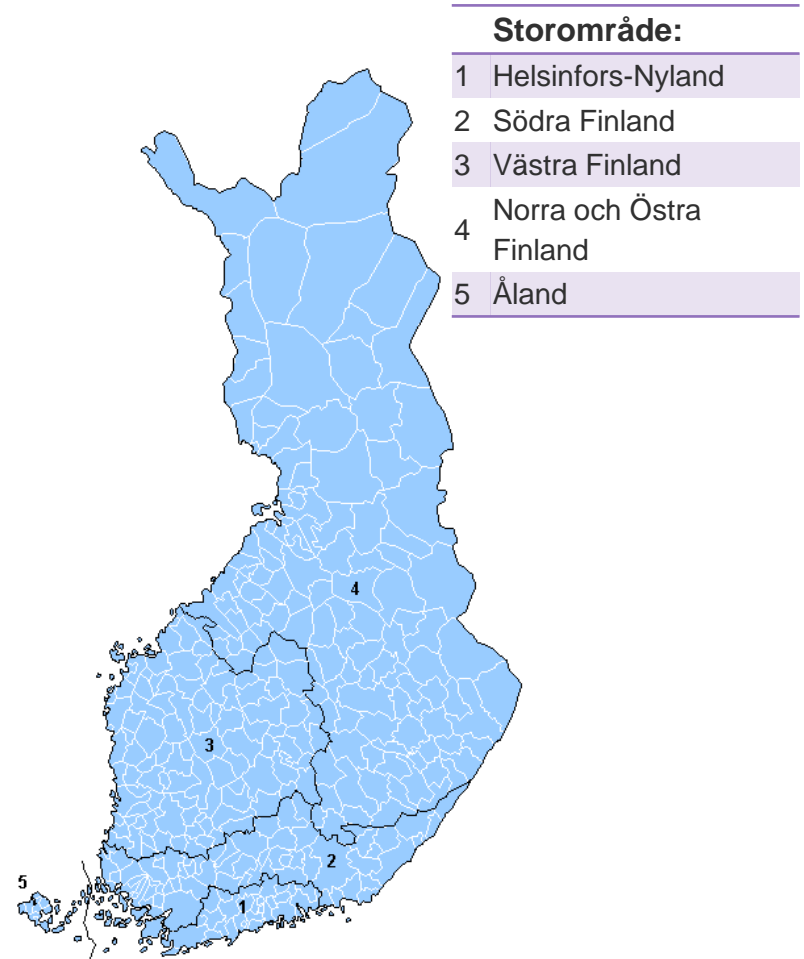 Storområde:
1 Helsinfors-Nyland
2 Södra Finland
3 Västra Finland
4 Norra och Östra
Finland
5 Åland
4
3
2
5
1